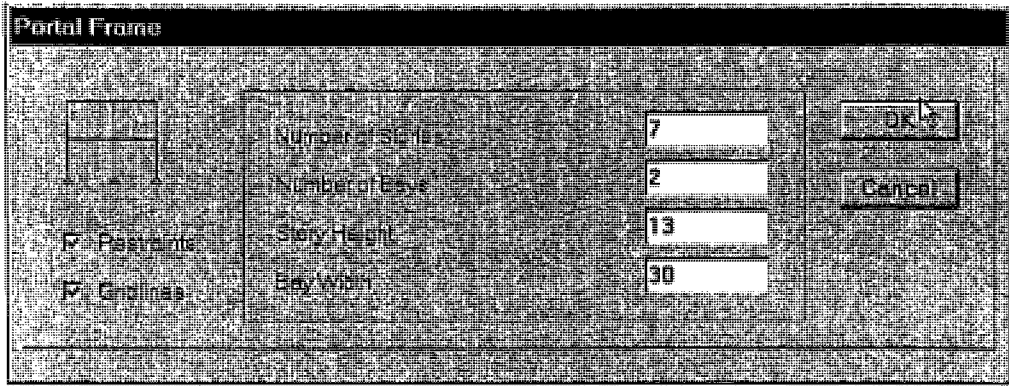 Portal Frame
Number of Stories 7
Number of Bays 2
Story Height 13
Bay Width 30
Restraints
Gridlines
OK
Cancel